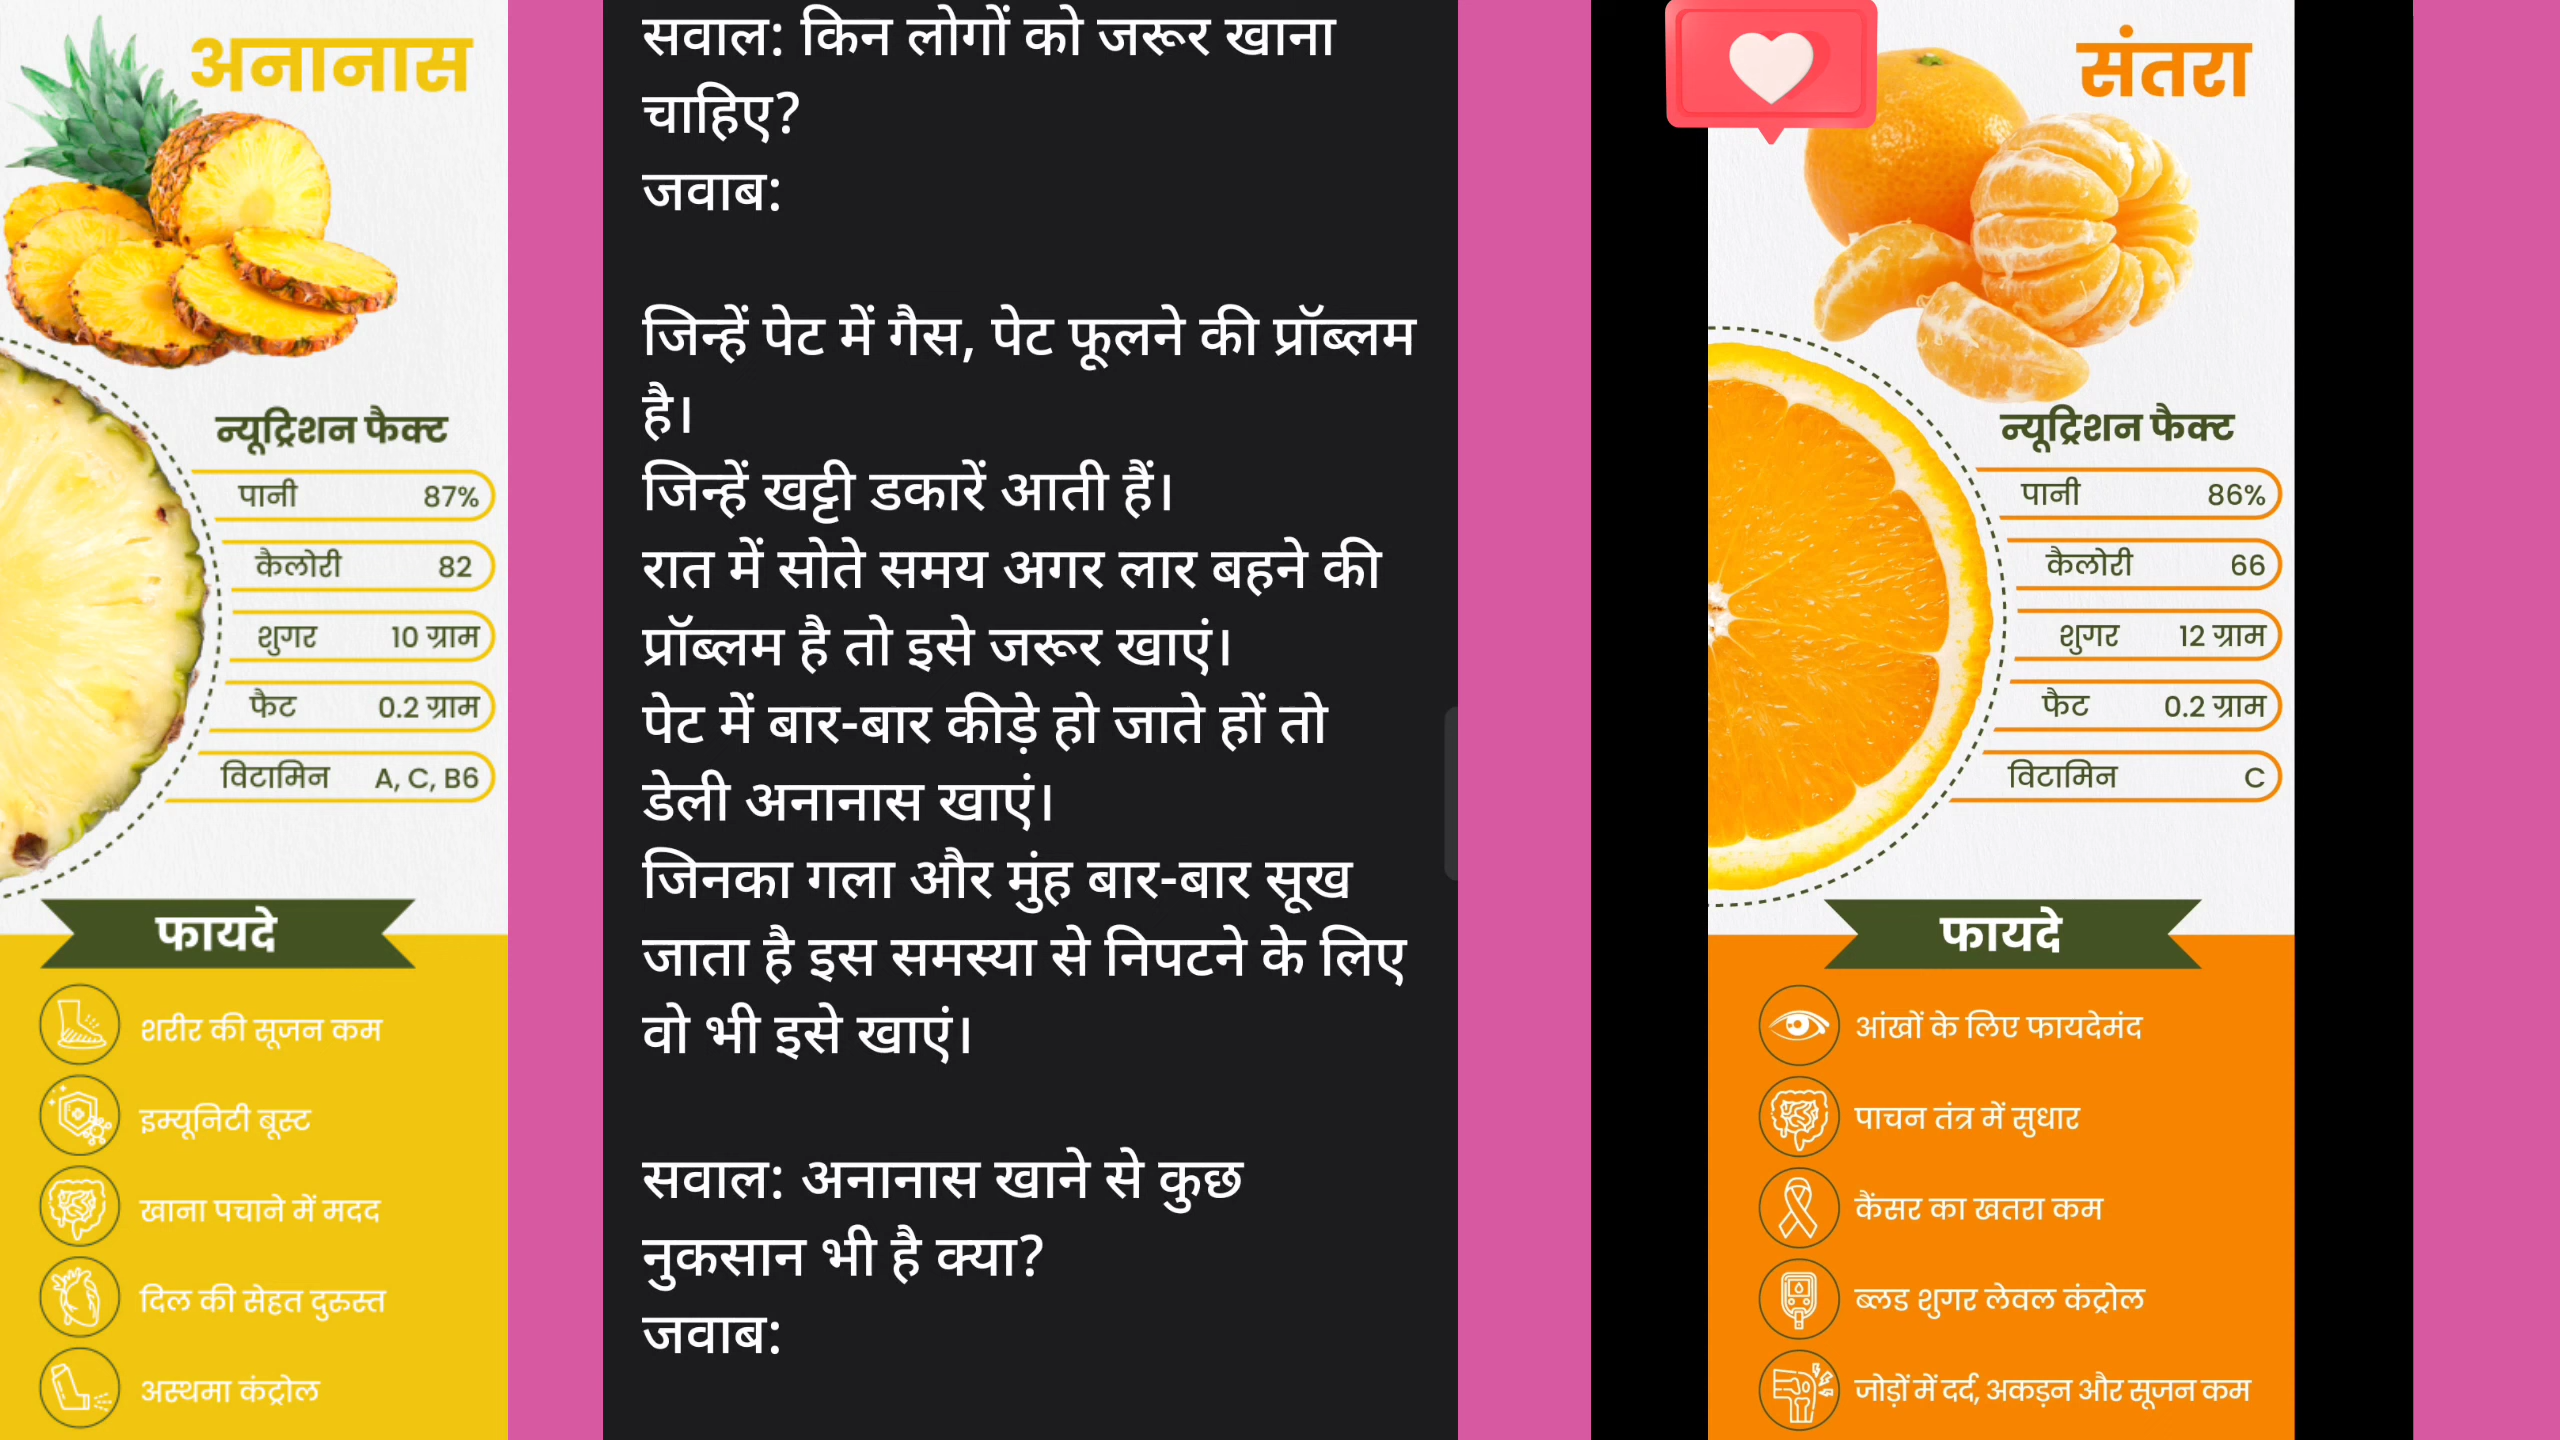 अनानास
न्यूट्रिशन फैक्ट
पानी 87%
कैलोरी 82
शुगर 10 ग्राम
फैट 0.2 ग्राम
विटामिन A, C, B6
फायदे
शरीर की सूजन कम
इम्यूनिटी बूस्ट
खाना पचाने में मदद
दिल की सेहत दुरुस्त
अस्थमा कंट्रोल
सवाल: किन लोगों को जरूर खाना
चाहिए?
जवाब:
जिन्हें पेट में गैस, पेट फूलने की प्रॉब्लम
है।
जिन्हें खट्टी डकारें आती हैं।
रात में सोते समय अगर लार बहने की
प्रॉब्लम है तो इसे जरूर खाएं।
पेट में बार-बार कीड़े हो जाते हों तो
डेली अनानास खाएं।
जिनका गला और मुंह बार-बार सूख
जाता है इस समस्या से निपटने के लिए
वो भी इसे खाएं।
सवाल: अनानास खाने से कुछ
नुकसान भी है क्या?
जवाब:
संतरा
न्यूट्रिशन फैक्ट
पानी 86%
कैलोरी 66
शुगर 12 ग्राम
फैट 0.2 ग्राम
विटामिन C
फायदे
आंखों के लिए फायदेमंद
पाचन तंत्र में सुधार
कैंसर का खतरा कम
ब्लड शुगर लेवल कंट्रोल
जोड़ों में दर्द, अकड़न और सूजन कम